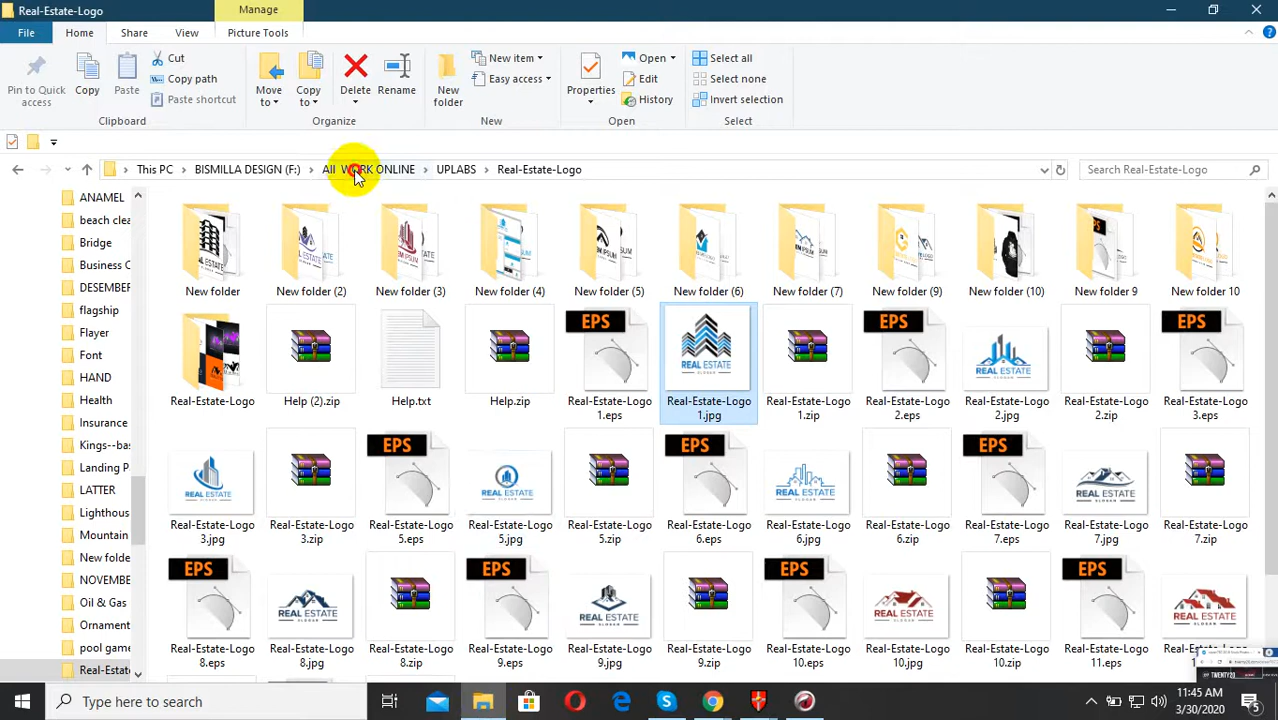 Real-Estate-Logo
Manage
File
Home
Share
View
Picture Tools
Pin to Quick access
Copy
Paste
Cut
Copy path
Paste shortcut
Clipboard
Move to
Copy to
Delete
Rename
Organize
New folder
New item
Easy access
New
Properties
Open
Edit
History
Open
Select all
Select none
Invert selection
Select
This PC
BISMILLA DESIGN (F:)
All WORK ONLINE
UPLABS
Real-Estate-Logo
Search Real-Estate-Logo
ANAMEL
beach clea
Bridge
Business C
DESEMBER
flagship
Flayer
Font
HAND
Health
Insurance
Kings--bas
Landing P
LATTER
Lighthous
Mountain
New folde
NOVEMBE
Oil & Gas
Ornament
pool game
Real-Estate
New folder
New folder (2)
New folder (3)
New folder (4)
New folder (5)
New folder (6)
New folder (7)
New folder (9)
New folder (10)
New folder 9
New folder 10
Real-Estate-Logo
Help (2).zip
Help.txt
Help.zip
EPS
Real-Estate-Logo 1.eps
REAL ESTATE
Real-Estate-Logo 1.jpg
Real-Estate-Logo 1.zip
EPS
Real-Estate-Logo 2.eps
REAL ESTATE
Real-Estate-Logo 2.jpg
Real-Estate-Logo 2.zip
EPS
Real-Estate-Logo 3.eps
REAL ESTATE
Real-Estate-Logo 3.jpg
Real-Estate-Logo 3.zip
EPS
Real-Estate-Logo 5.eps
REAL ESTATE
Real-Estate-Logo 5.jpg
Real-Estate-Logo 5.zip
EPS
Real-Estate-Logo 6.eps
REAL ESTATE
Real-Estate-Logo 6.jpg
Real-Estate-Logo 6.zip
EPS
Real-Estate-Logo 7.eps
REAL ESTATE
Real-Estate-Logo 7.jpg
Real-Estate-Logo 7.zip
EPS
Real-Estate-Logo 8.eps
REAL ESTATE
Real-Estate-Logo 8.jpg
Real-Estate-Logo 8.zip
EPS
Real-Estate-Logo 9.eps
REAL ESTATE
Real-Estate-Logo 9.jpg
Real-Estate-Logo 9.zip
EPS
Real-Estate-Logo 10.eps
REAL ESTATE
Real-Estate-Logo 10.jpg
Real-Estate-Logo 10.zip
EPS
Real-Estate-Logo 11.eps
REAL ESTATE
TWENTY20
Type here to search
11:45 AM
3/30/2020
5